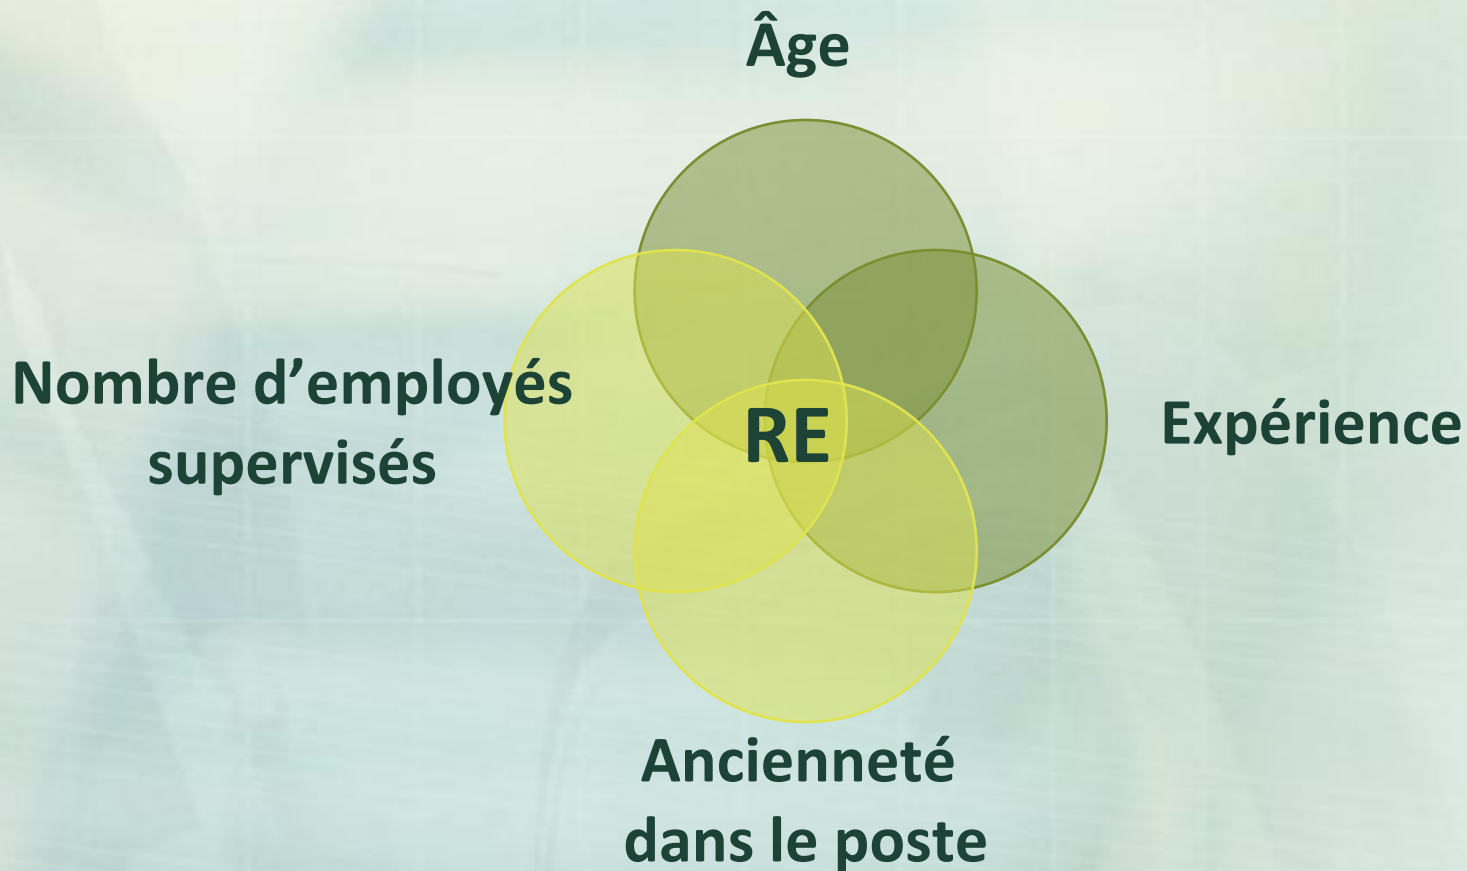 Âge
Nombre d’employés
supervisés
RE
Expérience
Ancienneté
dans le poste